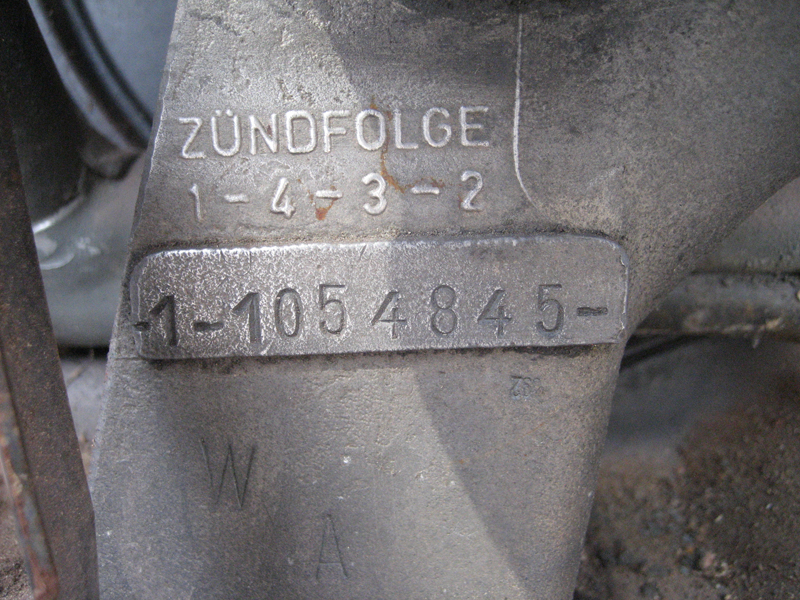 ZÜNDFOLGE
1-4-3-2
-1-1054845-
W
A